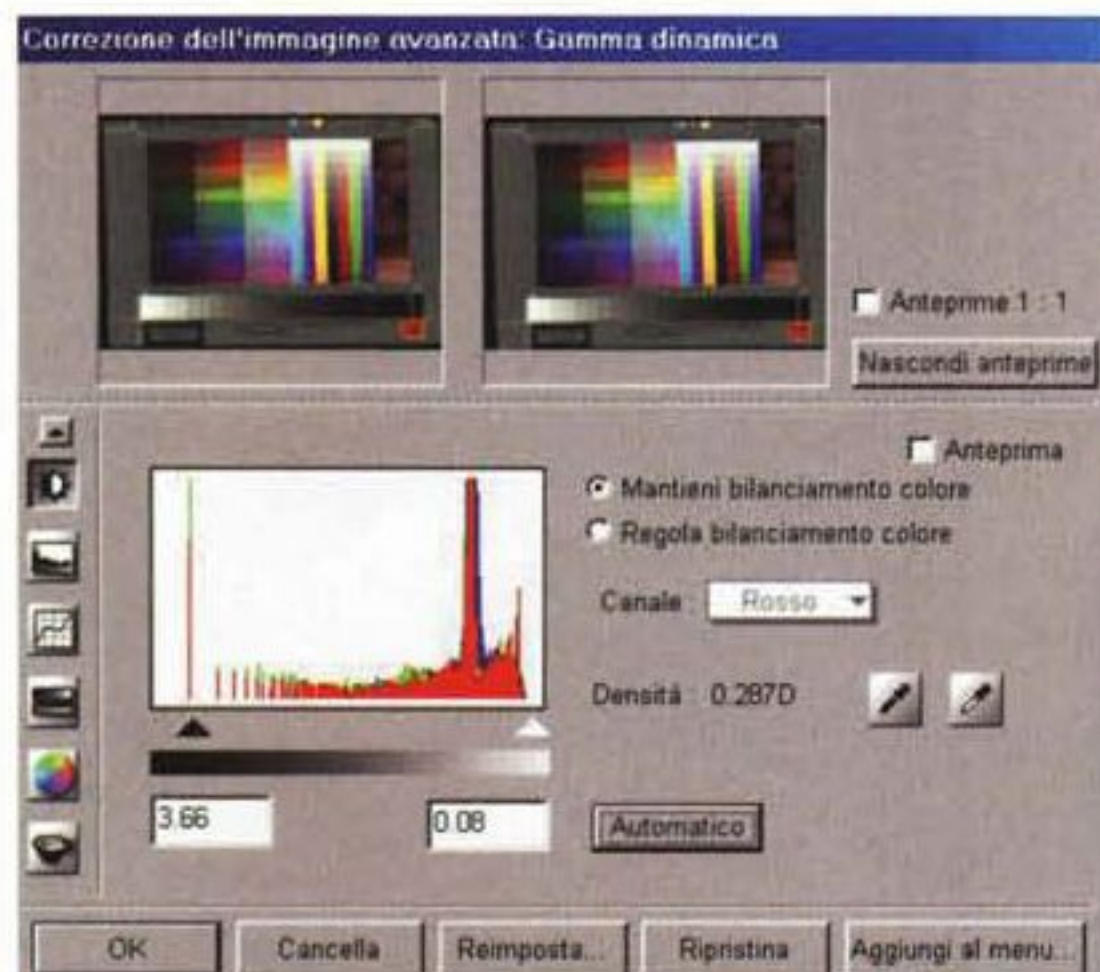 Correzione dell'immagine avanzata: Gamma dinamica
Anteprime 1 : 1
Nascondi anteprime
Anteprima
Mantieni bilanciamento colore
Regola bilanciamento colore
Canale : Rosso
Densitá : 0.287D
3.66
0.08
Automatico
OK
Cancella
Reimposta...
Ripristina
Aggiungi al menu...